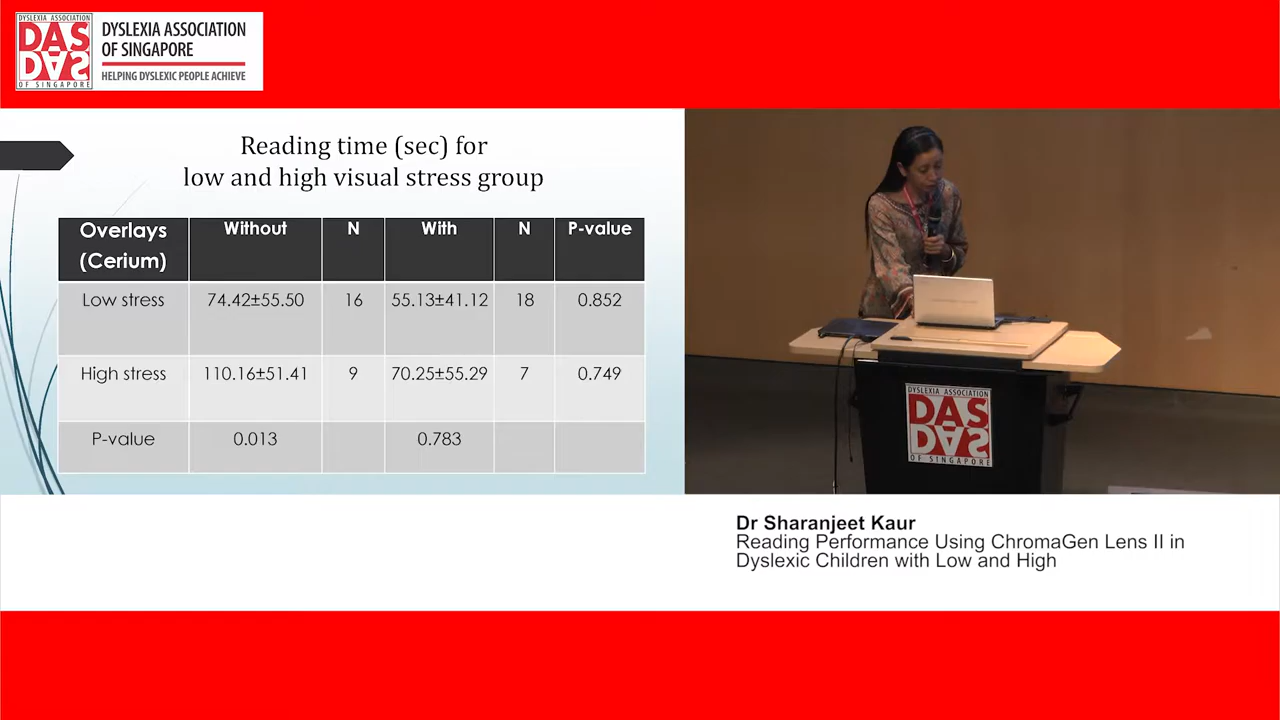 DYSLEXIA ASSOCIATION
DAS
DAS
OF SINGAPORE
DYSLEXIA ASSOCIATION
OF SINGAPORE
HELPING DYSLEXIC PEOPLE ACHIEVE
Reading time (sec) for
low and high visual stress group
Overlays (Cerium) Without N With N P-value
Low stress 74.42±55.50 16 55.13±41.12 18 0.852
High stress 110.16±51.41 9 70.25±55.29 7 0.749
P-value 0.013 0.783
DYSLEXIA ASSOCIATION
DAS
DAS
OF SINGAPORE
Dr Sharanjeet Kaur
Reading Performance Using ChromaGen Lens II in
Dyslexic Children with Low and High